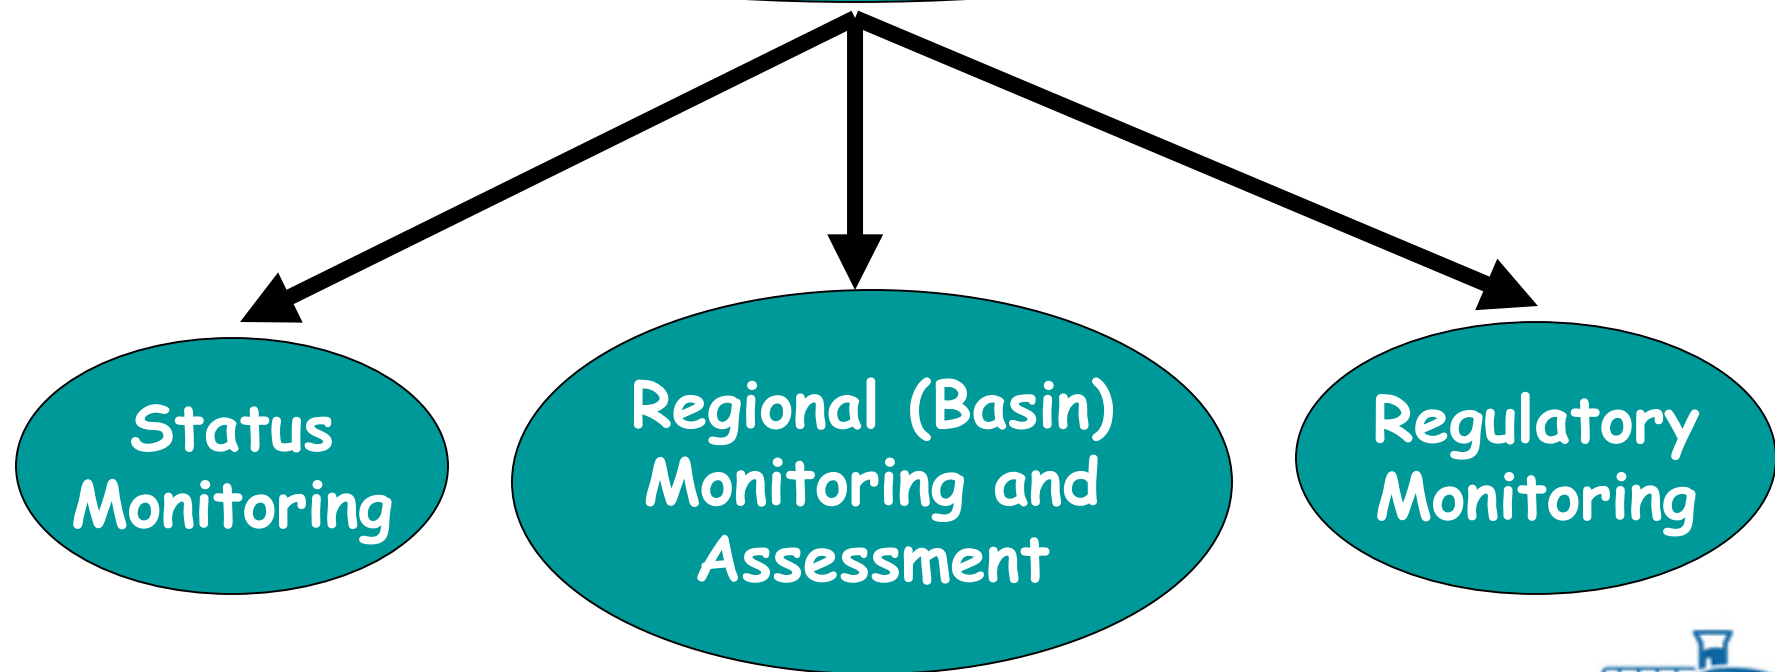 Status
Monitoring
Regional (Basin)
Monitoring and
Assessment
Regulatory
Monitoring